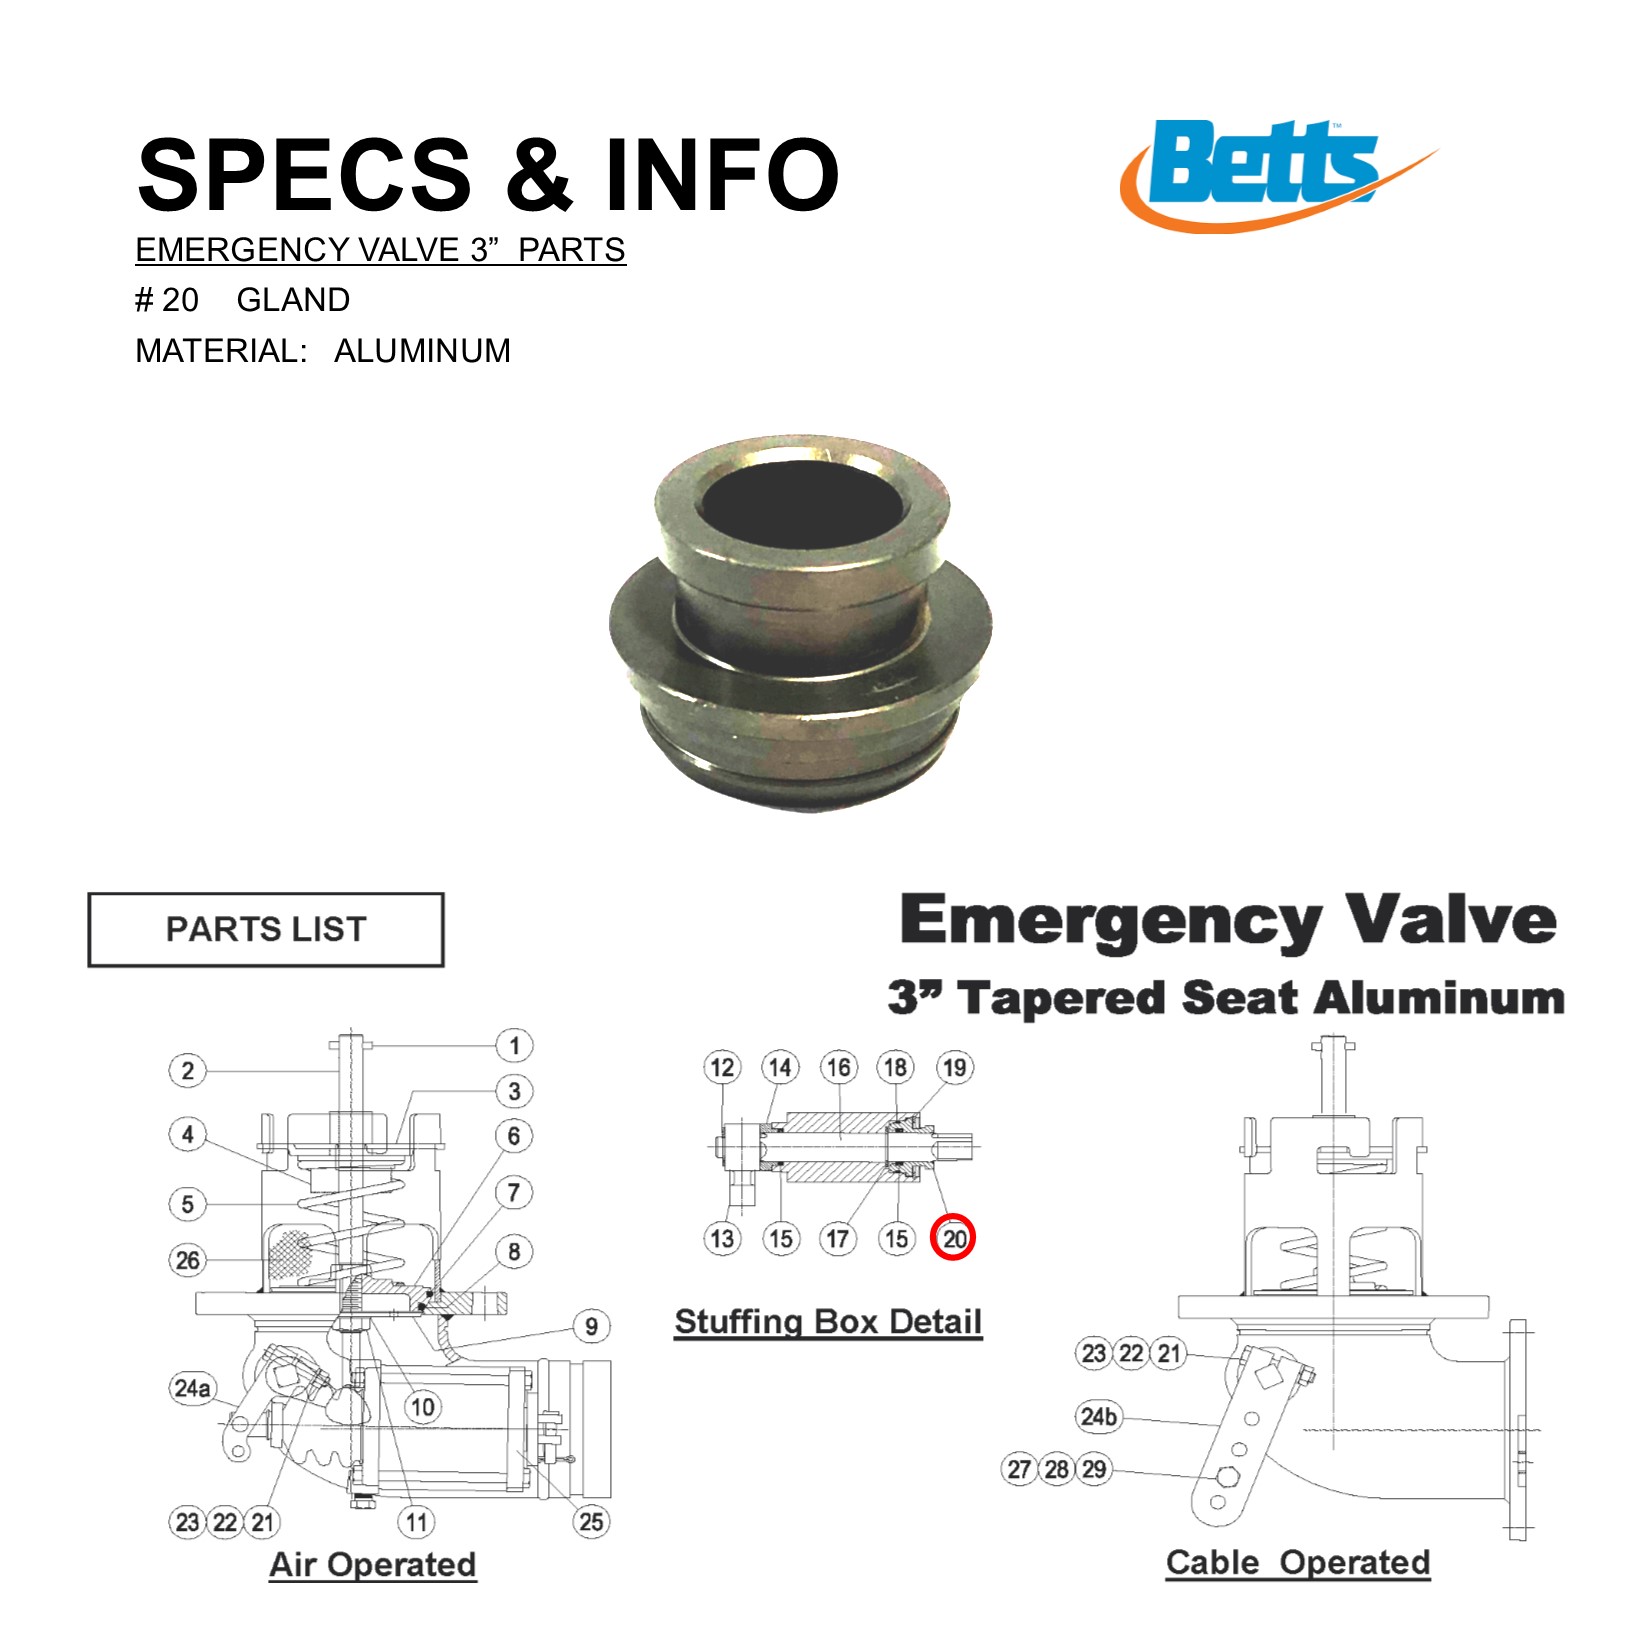 SPECS & INFO
Betts™
EMERGENCY VALVE 3” PARTS
# 20 GLAND
MATERIAL: ALUMINUM
PARTS LIST
Emergency Valve
3” Tapered Seat Aluminum
1
2
3
4
6
5
7
26
8
9
24a
10
23 22 21
11
25
Air Operated
12 14 16 18 19
13 15 17 15 20
Stuffing Box Detail
23 22 21
24b
27 28 29
Cable Operated